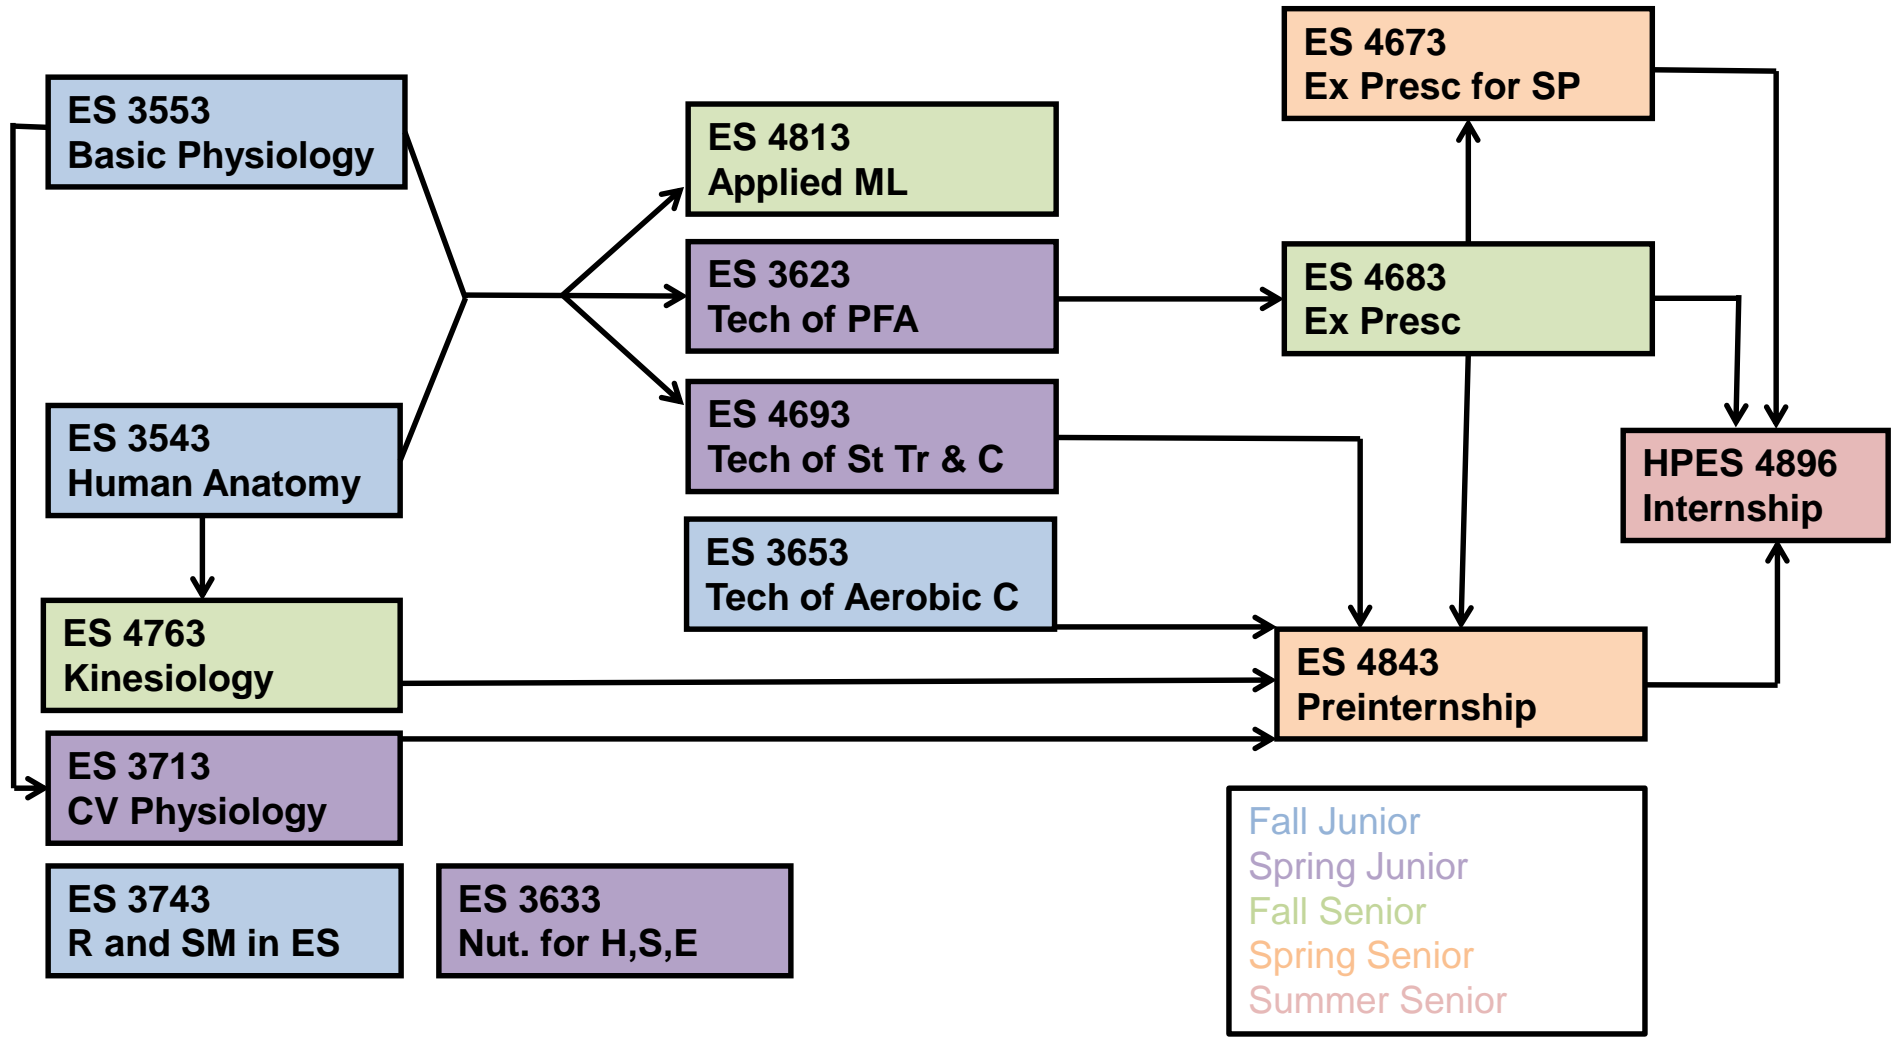 ES 3553
Basic Physiology
ES 3543
Human Anatomy
ES 4763
Kinesiology
ES 3713
CV Physiology
ES 3743
R and SM in ES
ES 3633
Nut. for H,S,E
ES 4813
Applied ML
ES 3623
Tech of PFA
ES 4693
Tech of St Tr & C
ES 3653
Tech of Aerobic C
ES 4673
Ex Presc for SP
ES 4683
Ex Presc
ES 4843
Preinternship
HPES 4896
Internship
Fall Junior
Spring Junior
Fall Senior
Spring Senior
Summer Senior